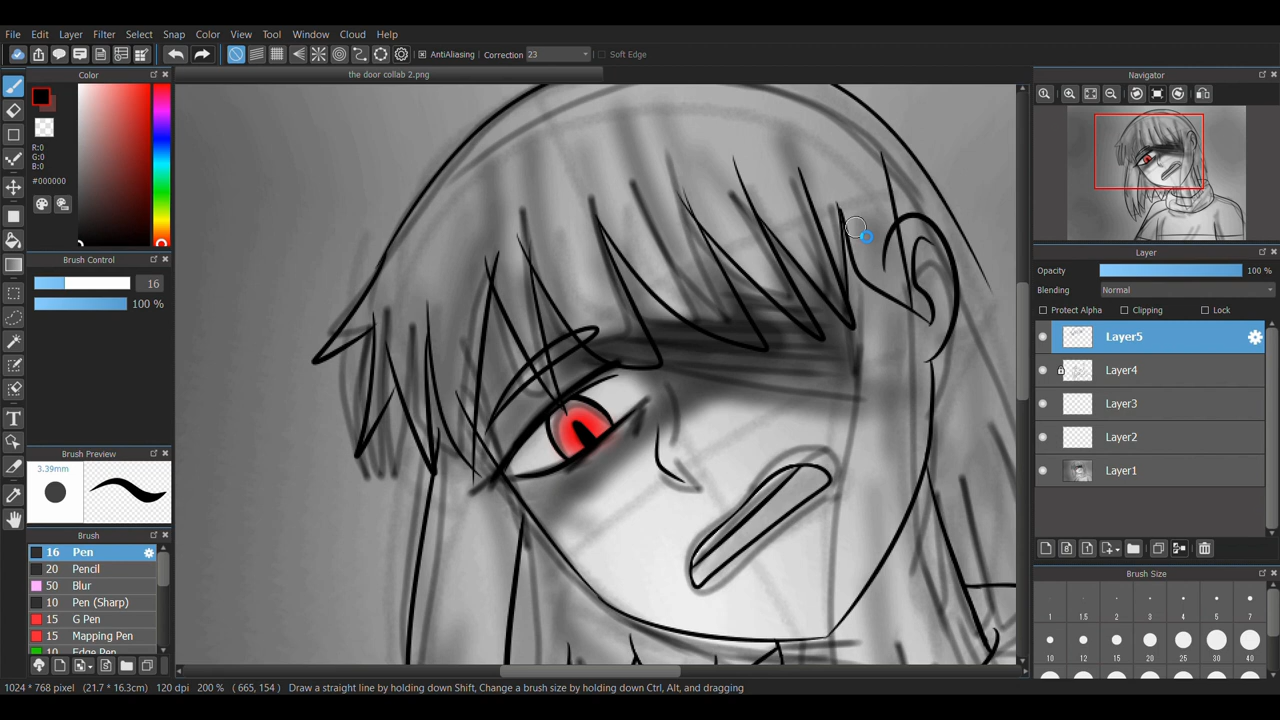 File Edit View Layer Filter Select Snap Color View Tool Window Cloud Help
AntiAliasing Correction 23 Soft Edge
Color
the door collab 2.png
Navigator
R:0
G:0
B:0
#000000
Brush Control
16
100 %
Layer
Opacity 100 %
Blending Normal
Protect Alpha Clipping Lock
Layer5
Layer4
Layer3
Layer2
Layer1
Brush Preview
3.39mm
Brush
16 Pen
20 Pencil
50 Blur
10 Pen (Sharp)
15 G Pen
15 Mapping Pen
10 Edge Pen
Brush Size
1 1.5 2 3 4 5 7
10 12 15 20 25 30 40
1024 * 768 pixel (21.7 * 16.3cm) 120 dpi 200 % ( 665, 154 ) Draw a straight line by holding down Shift, Change a brush size by holding down Ctrl, Alt, and dragging